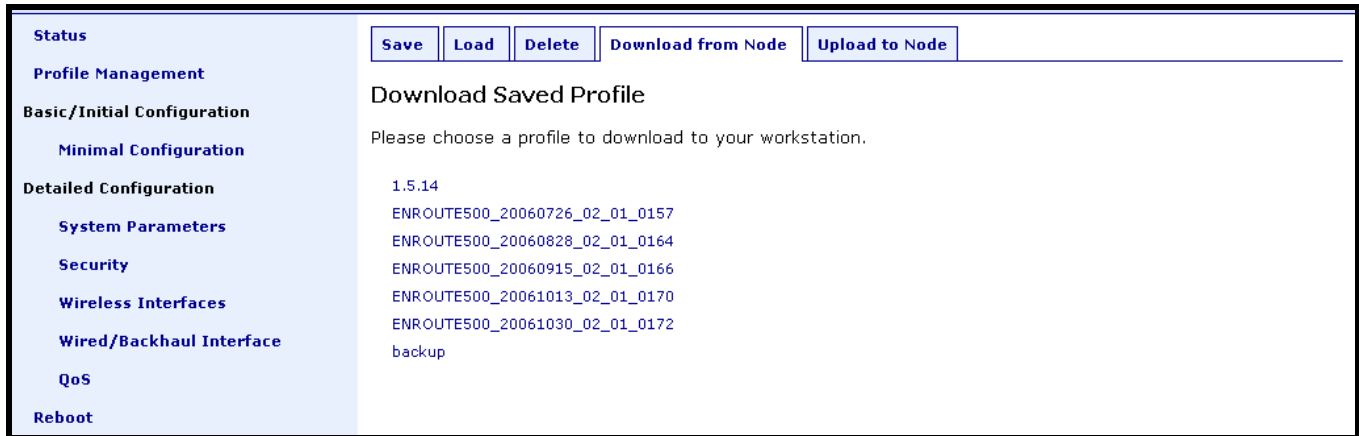 Status
Profile Management
Basic/Initial Configuration
Minimal Configuration
Detailed Configuration
System Parameters
Security
Wireless Interfaces
Wired/Backhaul Interface
QoS
Reboot
Save Load Delete Download from Node Upload to Node
Download Saved Profile
Please choose a profile to download to your workstation.
1.5.14
ENROUTE500_20060726_02_01_0157
ENROUTE500_20060828_02_01_0164
ENROUTE500_20060915_02_01_0166
ENROUTE500_20061013_02_01_0170
ENROUTE500_20061030_02_01_0172
backup